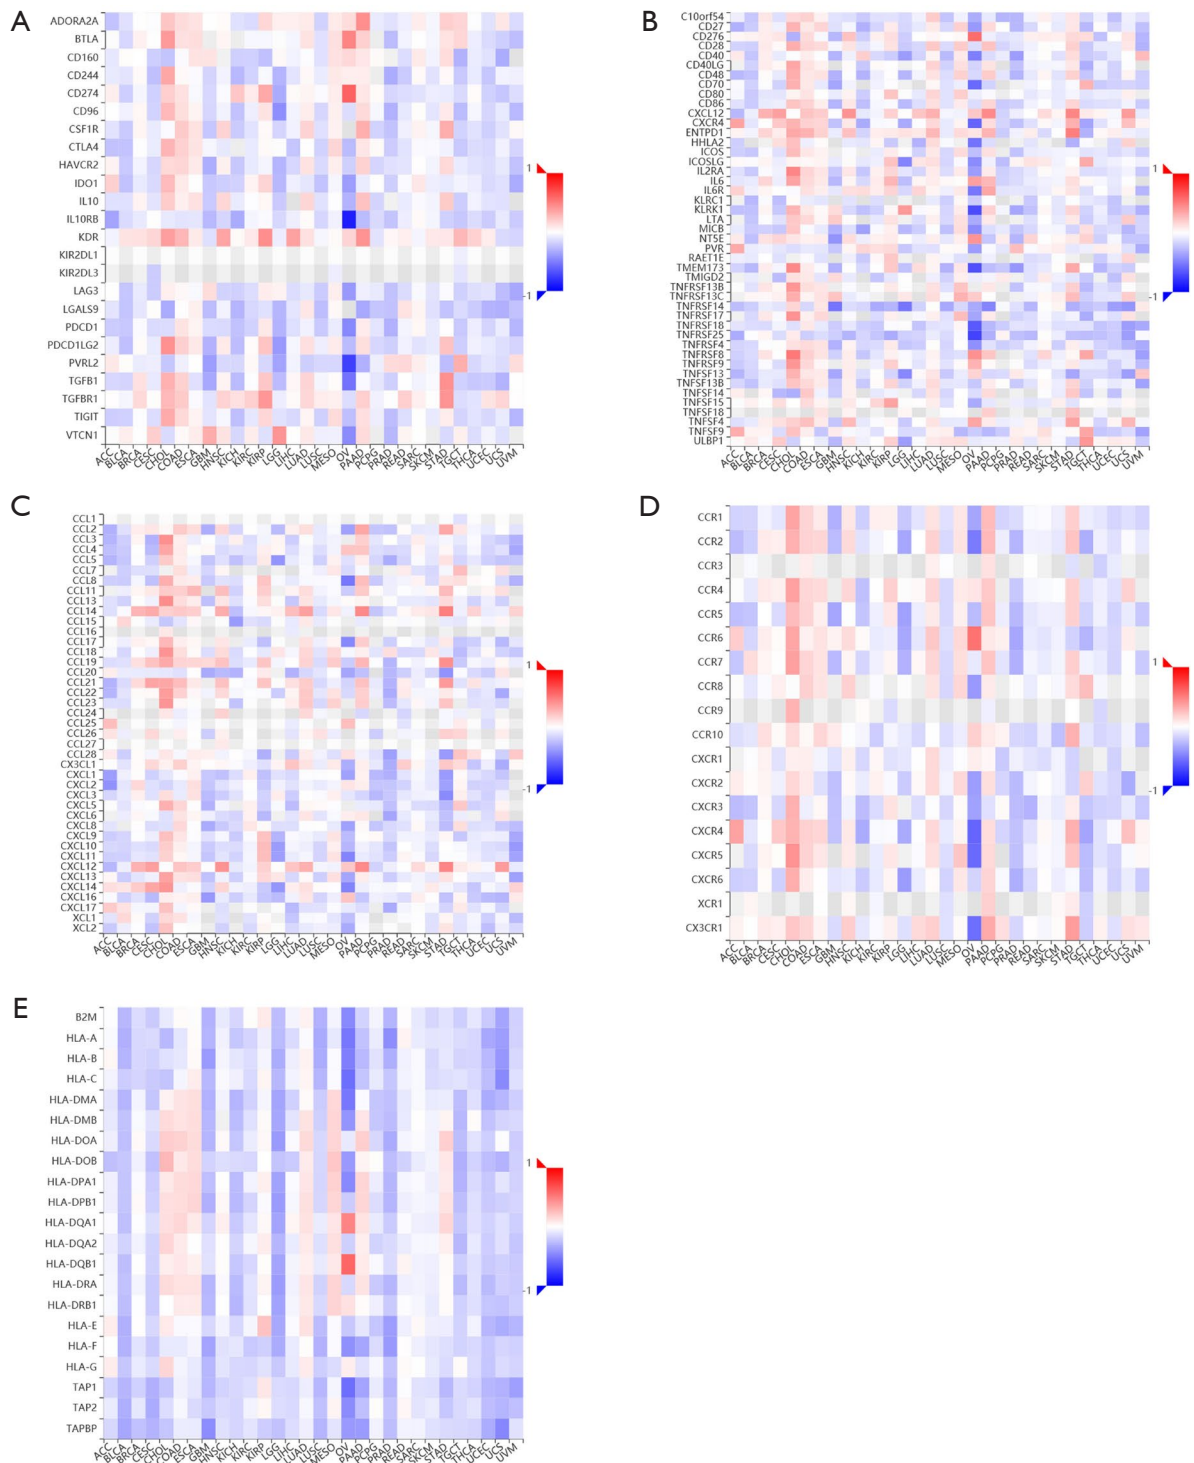 A
ADORA2A
BTLA
CD160
CD244
CD274
CD96
CSF1R
CTLA4
HAVCR2
IDO1
IL10
IL10RB
KDR
KIR2DL1
KIR2DL3
LAG3
LGALS9
PDCD1
PDCD1LG2
PVRL2
TGFB1
TGFBR1
TIGIT
VTCN1
ACC
BLCA
BRCA
CESC
CHOL
COAD
ESCA
GBM
HNSC
KICH
KIRC
KIRP
LGG
LIHC
LUAD
LUSC
MESO
OV
PAAD
PCPG
PRAD
READ
SARC
SKCM
STAD
TGCT
THCA
UCEC
UCS
UVM
1
-1
B
C10orf54
CD27
CD276
CD28
CD40
CD40LG
CD48
CD70
CD80
CD86
CXCL12
CXCR4
ENTPD1
HHLA2
ICOS
ICOSLG
IL2RA
IL6
IL6R
KLRC1
KLRK1
LTA
MICB
NT5E
PVR
RAET1E
TMEM173
TMIGD2
TNFRSF13B
TNFRSF13C
TNFRSF14
TNFRSF17
TNFRSF18
TNFRSF25
TNFRSF4
TNFRSF8
TNFRSF9
TNFSF13
TNFSF13B
TNFSF14
TNFSF15
TNFSF18
TNFSF4
TNFSF9
ULBP1
ACC
BLCA
BRCA
CESC
CHOL
COAD
ESCA
GBM
HNSC
KICH
KIRC
KIRP
LGG
LIHC
LUAD
LUSC
MESO
OV
PAAD
PCPG
PRAD
READ
SARC
SKCM
STAD
TGCT
THCA
UCEC
UCS
UVM
1
-1
C
CCL1
CCL2
CCL3
CCL4
CCL5
CCL7
CCL8
CCL11
CCL13
CCL14
CCL15
CCL16
CCL17
CCL18
CCL19
CCL20
CCL21
CCL22
CCL23
CCL24
CCL25
CCL26
CCL27
CCL28
CX3CL1
CXCL1
CXCL2
CXCL3
CXCL5
CXCL6
CXCL8
CXCL9
CXCL10
CXCL11
CXCL12
CXCL13
CXCL14
CXCL16
CXCL17
XCL1
XCL2
ACC
BLCA
BRCA
CESC
CHOL
COAD
ESCA
GBM
HNSC
KICH
KIRC
KIRP
LGG
LIHC
LUAD
LUSC
MESO
OV
PAAD
PCPG
PRAD
READ
SARC
SKCM
STAD
TGCT
THCA
UCEC
UCS
UVM
1
-1
D
CCR1
CCR2
CCR3
CCR4
CCR5
CCR6
CCR7
CCR8
CCR9
CCR10
CXCR1
CXCR2
CXCR3
CXCR4
CXCR5
CXCR6
XCR1
CX3CR1
ACC
BLCA
BRCA
CESC
CHOL
COAD
ESCA
GBM
HNSC
KICH
KIRC
KIRP
LGG
LIHC
LUAD
LUSC
MESO
OV
PAAD
PCPG
PRAD
READ
SARC
SKCM
STAD
TGCT
THCA
UCEC
UCS
UVM
1
-1
E
B2M
HLA-A
HLA-B
HLA-C
HLA-DMA
HLA-DMB
HLA-DOA
HLA-DOB
HLA-DPA1
HLA-DPB1
HLA-DQA1
HLA-DQA2
HLA-DQB1
HLA-DRA
HLA-DRB1
HLA-E
HLA-F
HLA-G
TAP1
TAP2
TAPBP
ACC
BLCA
BRCA
CESC
CHOL
COAD
ESCA
GBM
HNSC
KICH
KIRC
KIRP
LGG
LIHC
LUAD
LUSC
MESO
OV
PAAD
PCPG
PRAD
READ
SARC
SKCM
STAD
TGCT
THCA
UCEC
UCS
UVM
1
-1